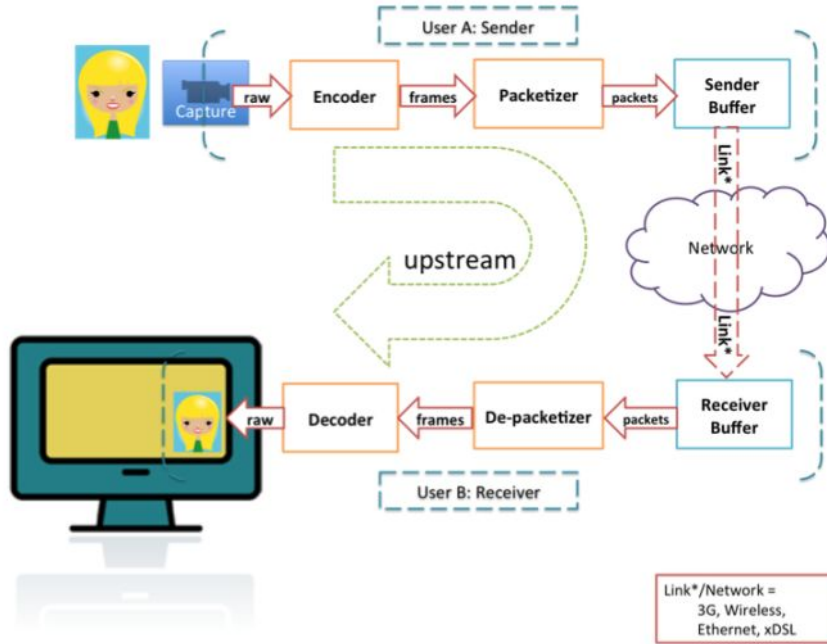 User A: Sender
Capture
raw
Encoder
frames
Packetizer
packets
Sender
Buffer
Link*
Network
Link*
upstream
raw
Decoder
frames
De-packetizer
packets
Receiver
Buffer
User B: Receiver
Link*/Network =
3G, Wireless,
Ethernet, xDSL